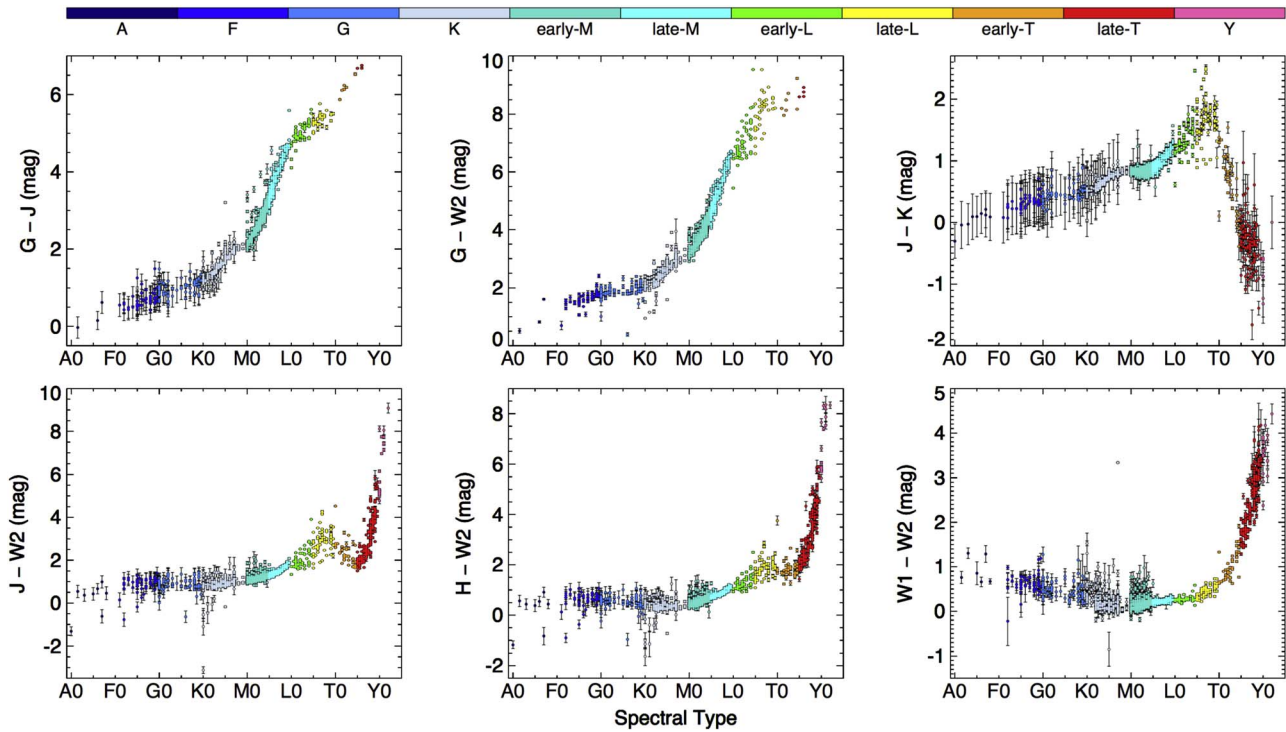 A F G K early-M late-M early-L late-L early-T late-T Y
G – J (mag)
6
4
2
0
A0 F0 G0 K0 M0 L0 T0 Y0
G – W2 (mag)
10
8
6
4
2
0
A0 F0 G0 K0 M0 L0 T0 Y0
J – K (mag)
2
1
0
-1
-2
A0 F0 G0 K0 M0 L0 T0 Y0
J – W2 (mag)
10
8
6
4
2
0
-2
A0 F0 G0 K0 M0 L0 T0 Y0
H – W2 (mag)
8
6
4
2
0
-2
A0 F0 G0 K0 M0 L0 T0 Y0
W1 – W2 (mag)
5
4
3
2
1
0
-1
A0 F0 G0 K0 M0 L0 T0 Y0
Spectral Type